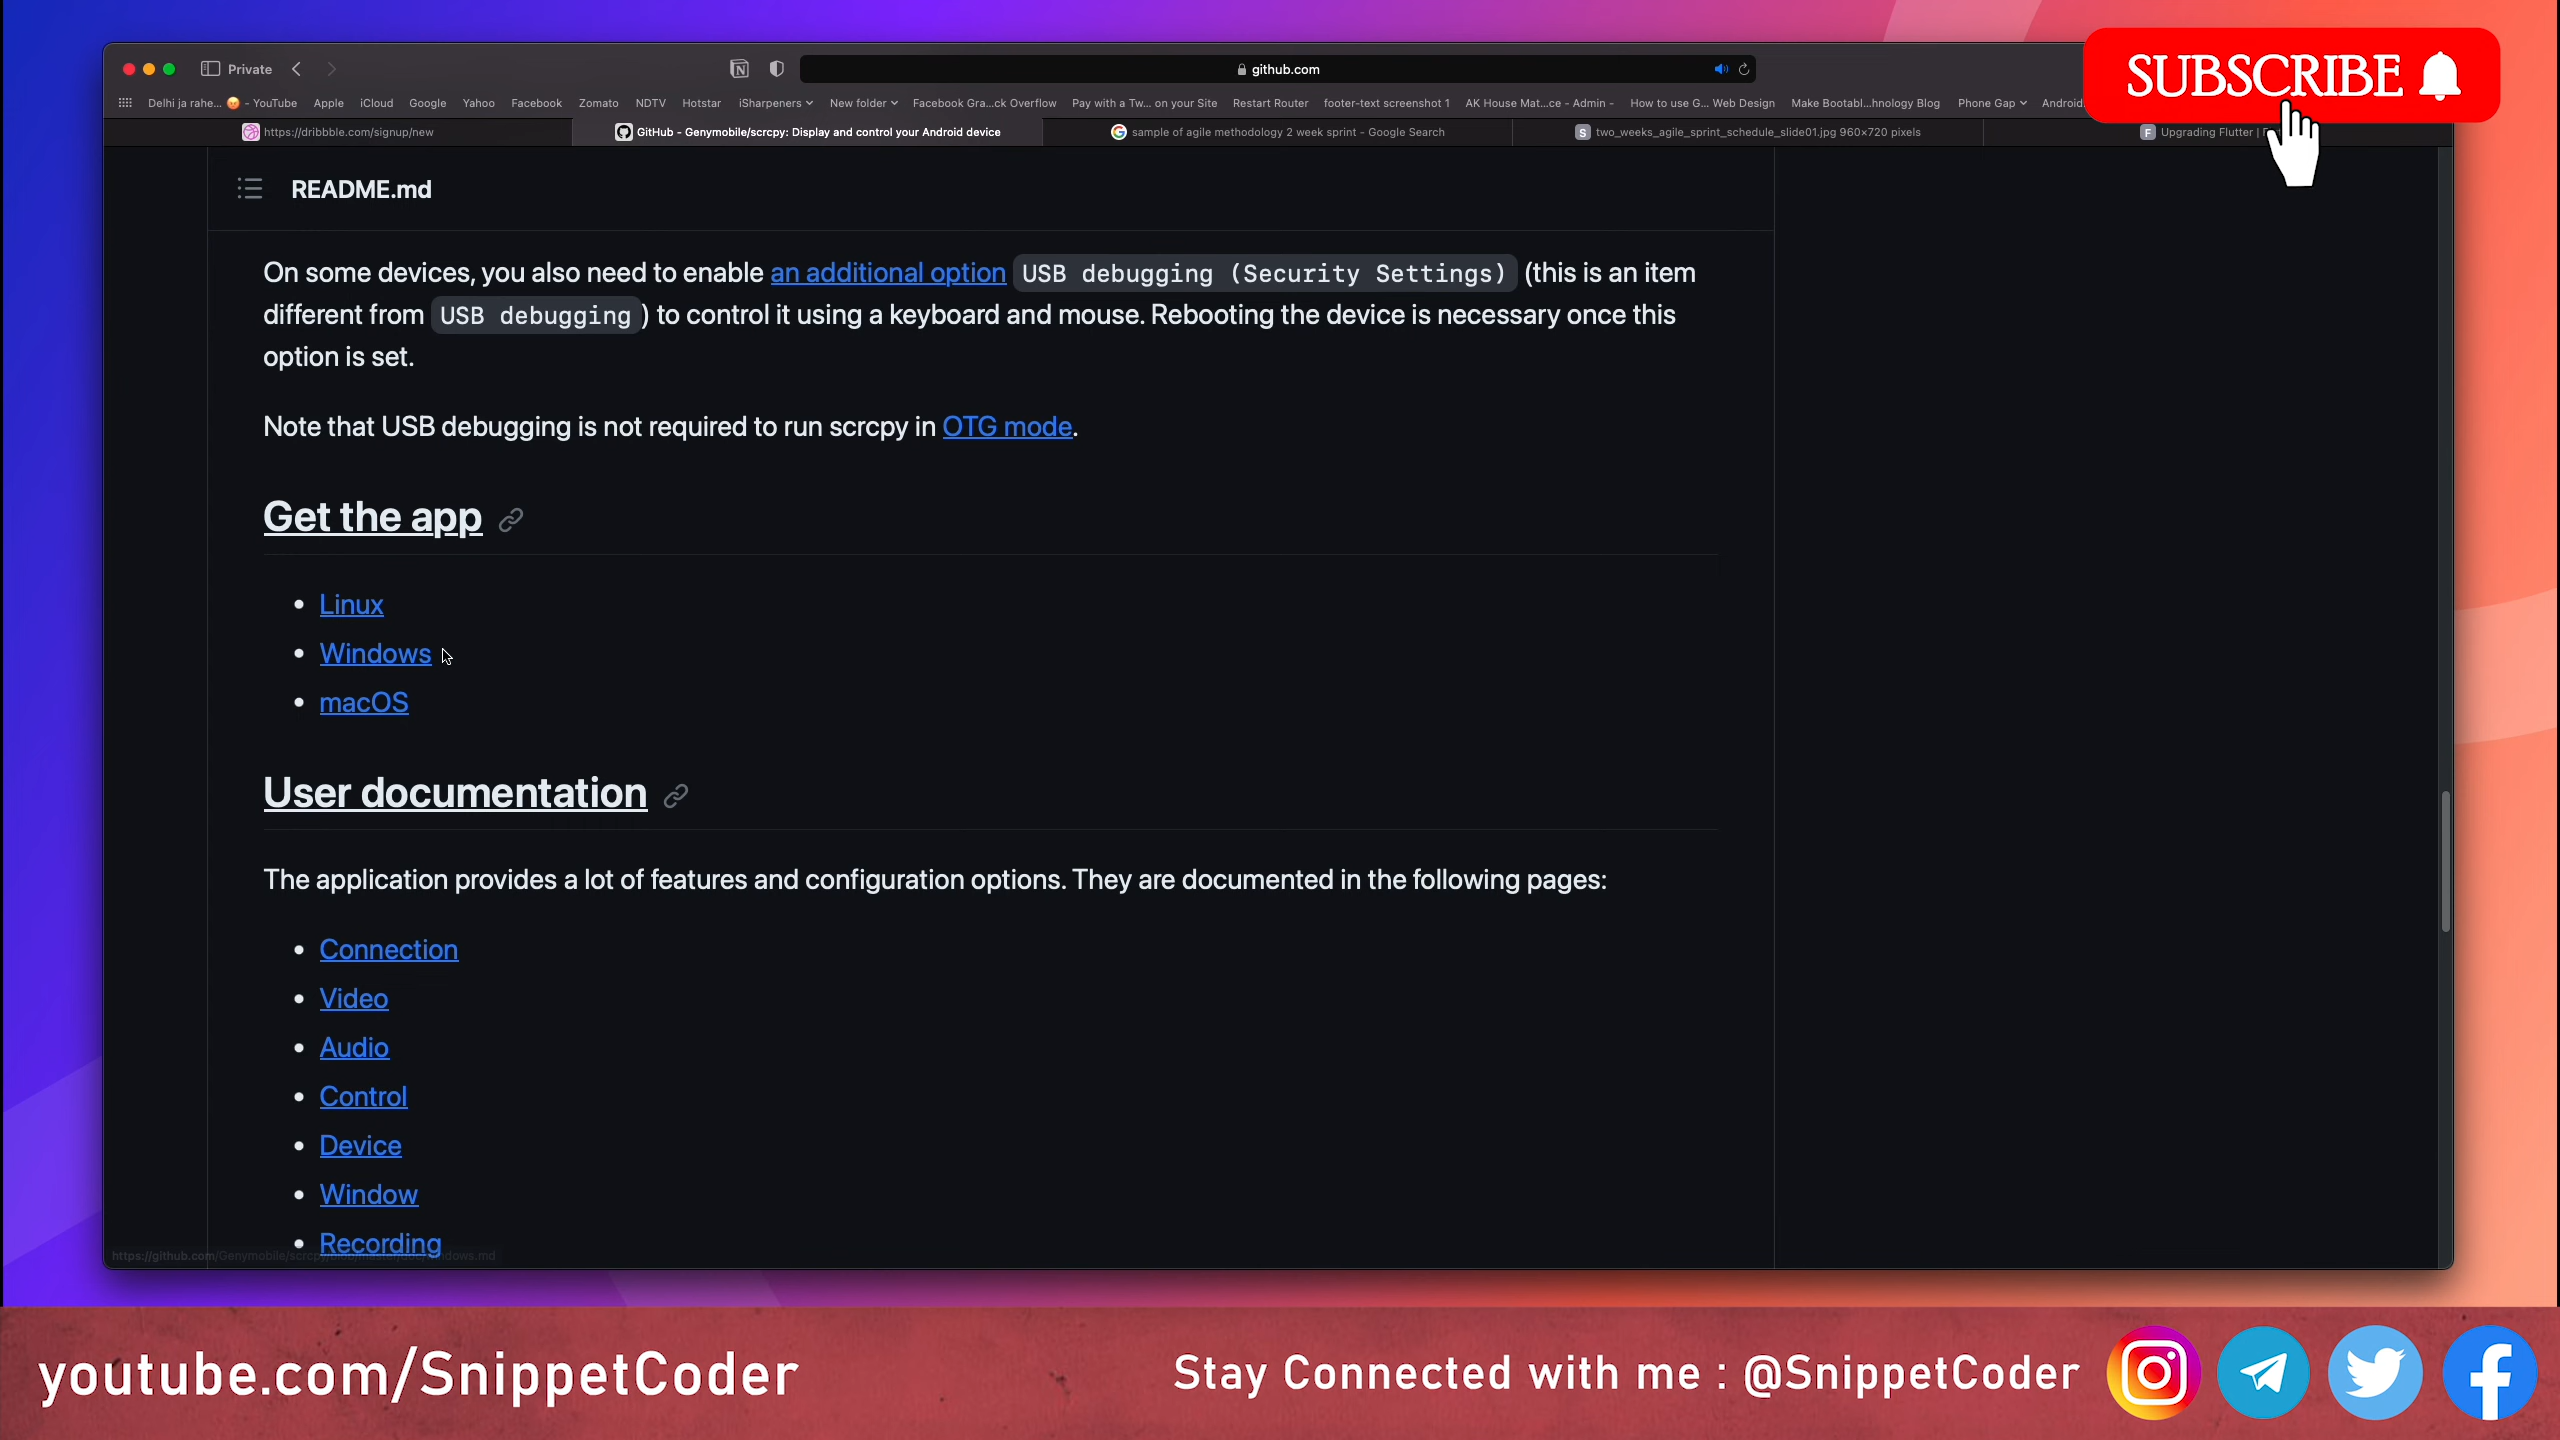 Private
github.com
SUBSCRIBE
Delhi ja rahe... 😡 - YouTube Apple iCloud Google Yahoo Facebook Zomato NDTV Hotstar iSharpeners New folder Facebook Gra...ck Overflow Pay with a Tw... on your Site Restart Router footer-text screenshot 1 AK House Mat...ce - Admin - How to use G... Web Design Make Bootabl...hnology Blog Phone Gap Android
https://dribbble.com/signup/new GitHub - Genymobile/scrcpy: Display and control your Android device sample of agile methodology 2 week sprint - Google Search two_weeks_agile_sprint_schedule_slide01.jpg 960×720 pixels Upgrading Flutter |
README.md
On some devices, you also need to enable an additional option USB debugging (Security Settings) (this is an item
different from USB debugging ) to control it using a keyboard and mouse. Rebooting the device is necessary once this
option is set.
Note that USB debugging is not required to run scrcpy in OTG mode.
Get the app
• Linux
• Windows
• macOS
User documentation
The application provides a lot of features and configuration options. They are documented in the following pages:
• Connection
• Video
• Audio
• Control
• Device
• Window
• Recording
youtube.com/SnippetCoder
Stay Connected with me : @SnippetCoder